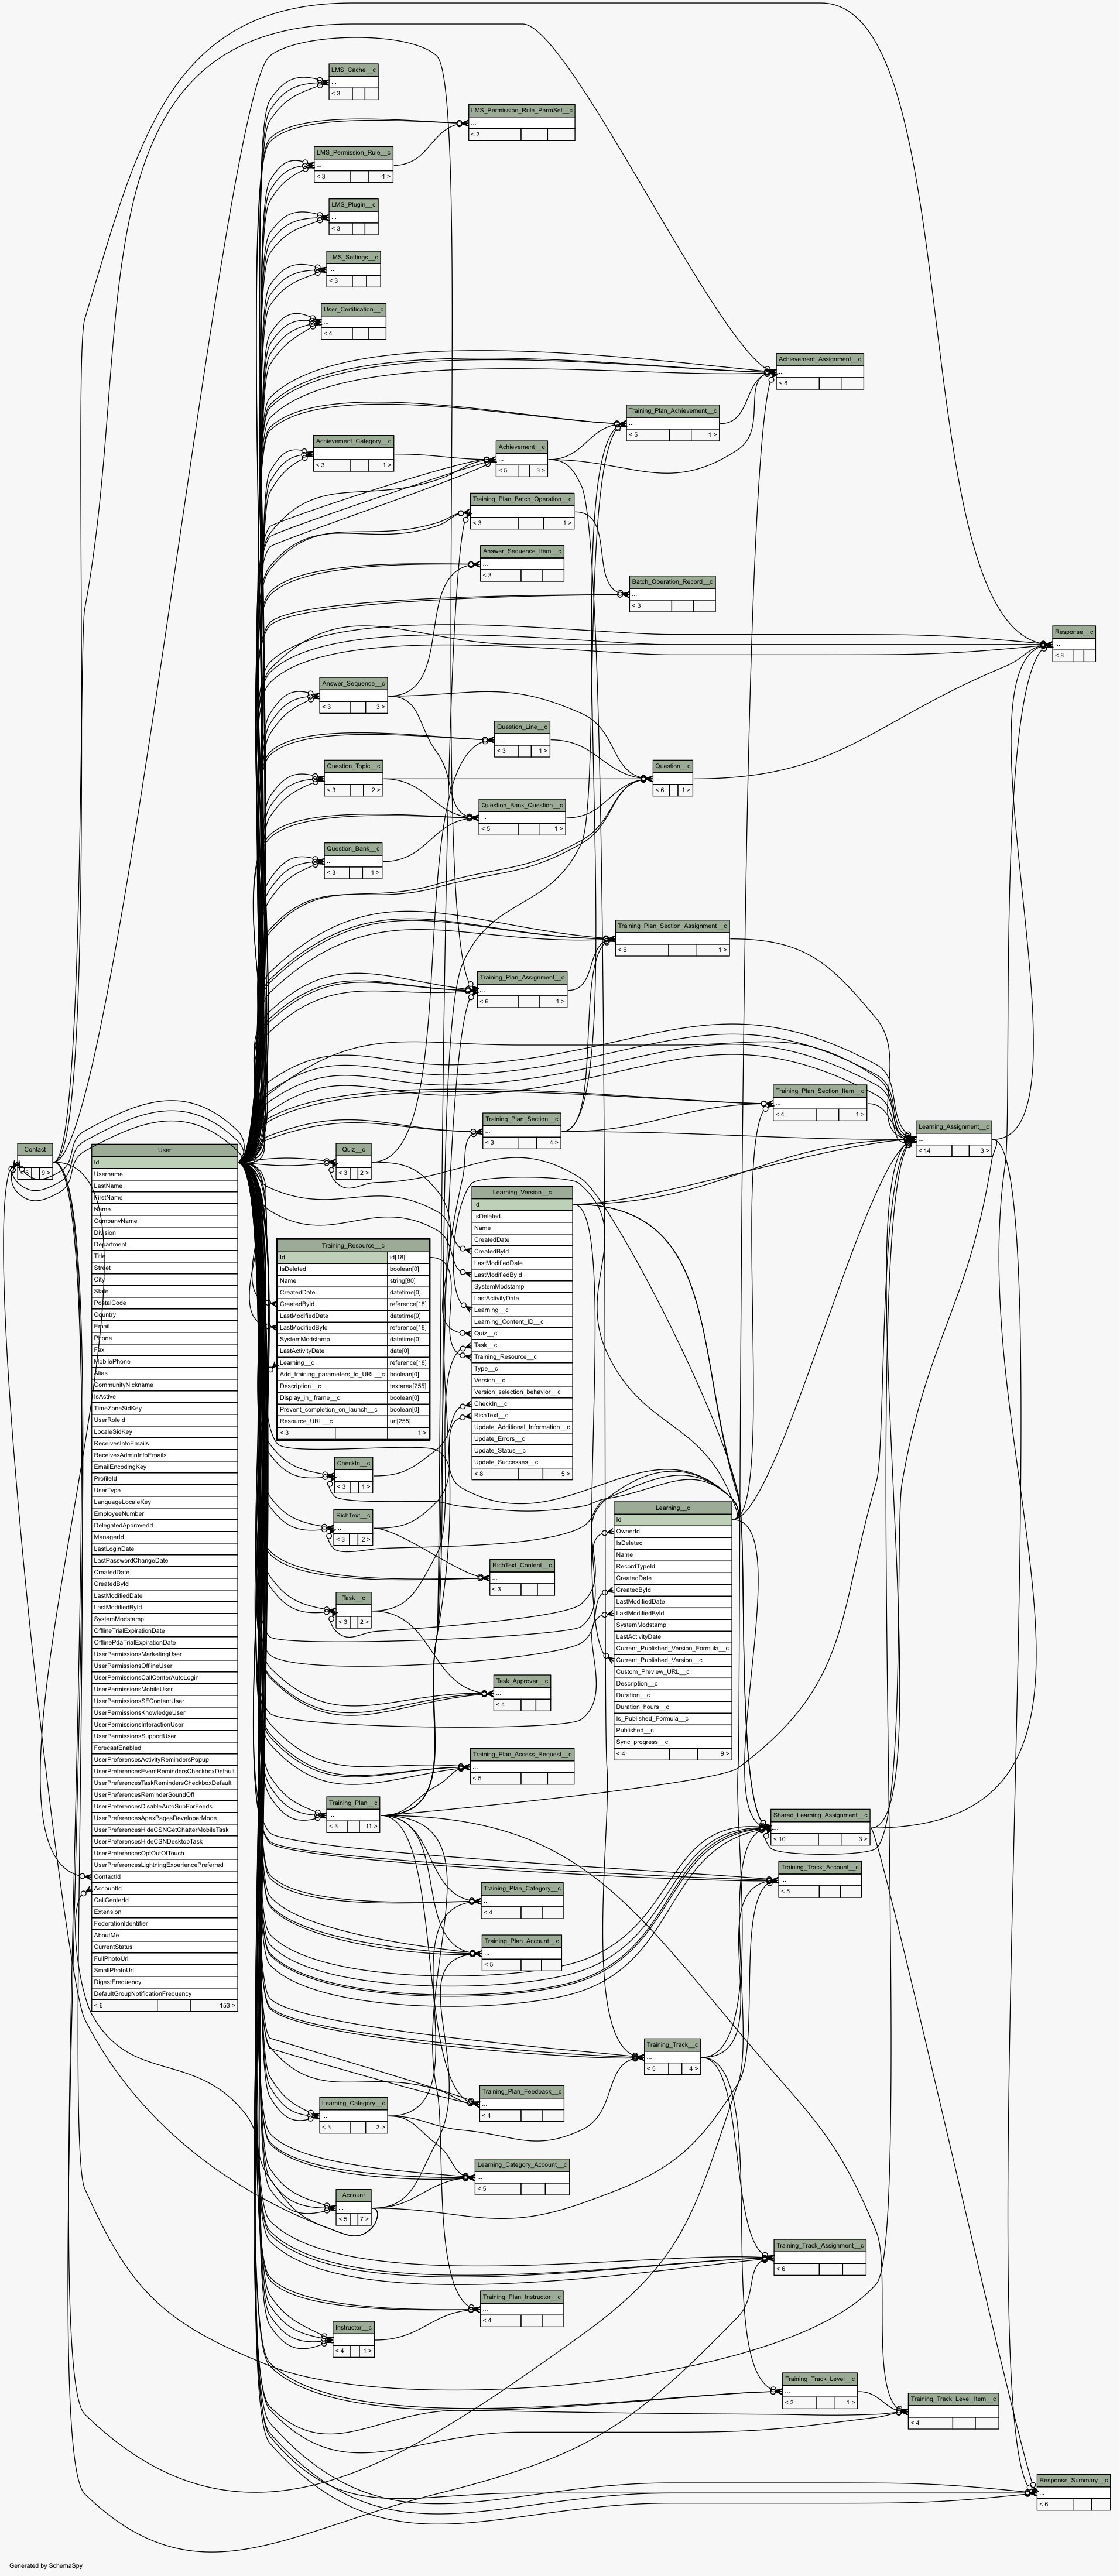 LMS_Cache__c
...
< 3
LMS_Permission_Rule_PermSet__c
...
< 3
LMS_Permission_Rule__c
...
< 3 1 >
LMS_Plugin__c
...
< 3
LMS_Settings__c
...
< 3
User_Certification__c
...
< 4
Achievement_Assignment__c
...
< 8
Training_Plan_Achievement__c
...
< 5 1 >
Achievement_Category__c
...
< 3 1 >
Achievement__c
...
< 5 3 >
Training_Plan_Batch_Operation__c
...
< 3 1 >
Answer_Sequence_Item__c
...
< 3
Batch_Operation_Record__c
...
< 3
Response__c
...
< 8
Answer_Sequence__c
...
< 3 3 >
Question_Line__c
...
< 3 1 >
Question_Topic__c
...
< 3 2 >
Question__c
...
< 6 1 >
Question_Bank_Question__c
...
< 5 1 >
Question_Bank__c
...
< 3 1 >
Training_Plan_Section_Assignment__c
...
< 6 1 >
Training_Plan_Assignment__c
...
< 6 1 >
Training_Plan_Section_Item__c
...
< 4 1 >
Training_Plan_Section__c
...
< 3 4 >
Learning_Assignment__c
...
< 14 3 >
Contact
...
9 >
User
Id
Username
LastName
FirstName
Name
CompanyName
Division
Department
Title
Street
City
State
PostalCode
Country
Email
Phone
Fax
MobilePhone
Alias
CommunityNickname
IsActive
TimeZoneSidKey
UserRoleId
LocaleSidKey
ReceivesInfoEmails
ReceivesAdminInfoEmails
EmailEncodingKey
ProfileId
UserType
LanguageLocaleKey
EmployeeNumber
DelegatedApproverId
ManagerId
LastLoginDate
LastPasswordChangeDate
CreatedDate
CreatedById
LastModifiedDate
LastModifiedById
SystemModstamp
OfflineTrialExpirationDate
OfflinePdaTrialExpirationDate
UserPermissionsMarketingUser
UserPermissionsOfflineUser
UserPermissionsCallCenterAutoLogin
UserPermissionsMobileUser
UserPermissionsSFContentUser
UserPermissionsKnowledgeUser
UserPermissionsInteractionUser
UserPermissionsSupportUser
ForecastEnabled
UserPreferencesActivityRemindersPopup
UserPreferencesEventRemindersCheckboxDefault
UserPreferencesTaskRemindersCheckboxDefault
UserPreferencesReminderSoundOff
UserPreferencesDisableAutoSubForFeeds
UserPreferencesApexPagesDeveloperMode
UserPreferencesHideCSNGetChatterMobileTask
UserPreferencesHideCSNDesktopTask
UserPreferencesOptOutOfTouch
UserPreferencesLightningExperiencePreferred
ContactId
AccountId
CallCenterId
Extension
FederationIdentifier
AboutMe
CurrentStatus
FullPhotoUrl
SmallPhotoUrl
DigestFrequency
DefaultGroupNotificationFrequency
< 6 153 >
Quiz__c
...
< 3 2 >
Training_Resource__c
Id id[18]
IsDeleted boolean[0]
Name string[80]
CreatedDate datetime[0]
CreatedById reference[18]
LastModifiedDate datetime[0]
LastModifiedById reference[18]
SystemModstamp datetime[0]
LastActivityDate date[0]
Learning__c reference[18]
Add_training_parameters_to_URL__c boolean[0]
Description__c textarea[255]
Display_in_Iframe__c boolean[0]
Prevent_completion_on_launch__c boolean[0]
Resource_URL__c url[255]
< 3 1 >
Learning_Version__c
Id
IsDeleted
Name
CreatedDate
CreatedById
LastModifiedDate
LastModifiedById
SystemModstamp
LastActivityDate
Learning__c
Learning_Content_ID__c
Quiz__c
Task__c
Training_Resource__c
Type__c
Version__c
Version_selection_behavior__c
CheckIn__c
RichText__c
Update_Additional_Information__c
Update_Errors__c
Update_Status__c
Update_Successes__c
< 8 5 >
CheckIn__c
...
< 3 1 >
RichText__c
...
< 3 2 >
Learning__c
Id
OwnerId
IsDeleted
Name
RecordTypeId
CreatedDate
CreatedById
LastModifiedDate
LastModifiedById
SystemModstamp
LastActivityDate
Current_Published_Version_Formula__c
Current_Published_Version__c
Custom_Preview_URL__c
Description__c
Duration__c
Duration_hours__c
Is_Published_Formula__c
Published__c
Sync_progress__c
< 4 9 >
RichText_Content__c
...
< 3
Task__c
...
< 3 2 >
Task_Approver__c
...
< 4
Training_Plan_Access_Request__c
...
< 5
Training_Plan__c
...
< 3 11 >
Shared_Learning_Assignment__c
...
< 10 3 >
Training_Track_Account__c
...
< 5
Training_Plan_Category__c
...
< 4
Training_Plan_Account__c
...
< 5
Training_Track__c
...
< 5 4 >
Training_Plan_Feedback__c
...
< 4
Learning_Category__c
...
< 3 3 >
Learning_Category_Account__c
...
< 5
Account
...
< 5 7 >
Training_Track_Assignment__c
...
< 6
Training_Plan_Instructor__c
...
< 4
Instructor__c
...
< 4 1 >
Training_Track_Level__c
...
< 3 1 >
Training_Track_Level_Item__c
...
< 4
Response_Summary__c
...
< 6
Generated by SchemaSpy